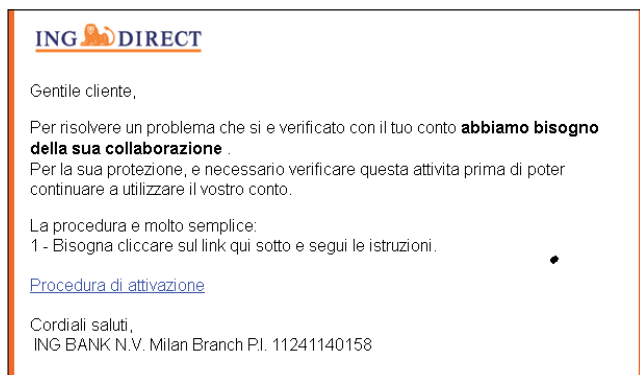 ING DIRECT
Gentile cliente,
Per risolvere un problema che si e verificato con il tuo conto abbiamo bisogno
della sua collaborazione .
Per la sua protezione, e necessario verificare questa attivita prima di poter
continuare a utilizzare il vostro conto.
La procedura e molto semplice:
1 - Bisogna cliccare sul link qui sotto e segui le istruzioni.
Procedura di attivazione
Cordiali saluti,
ING BANK N.V. Milan Branch P.I. 11241140158